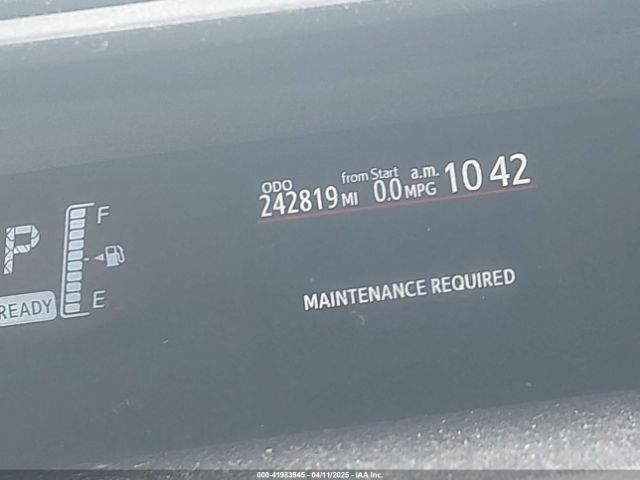 ODO from Start a.m. 10 42
242819 MI 0.0 MPG
P
F
READY
E
MAINTENANCE REQUIRED
000-41983945 - 04/11/2025 - IAA Inc.